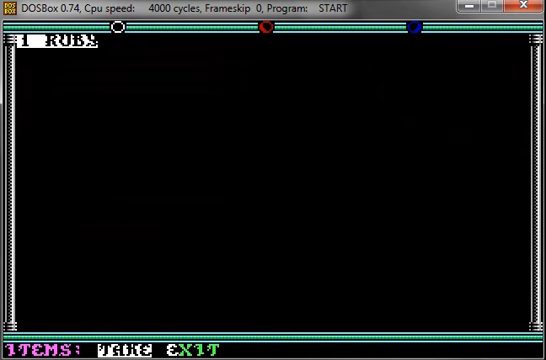 DOSBox 0.74, Cpu speed: 4000 cycles, Frameskip 0, Program: START
1 RUBY
ITEMS: TAKE EXIT